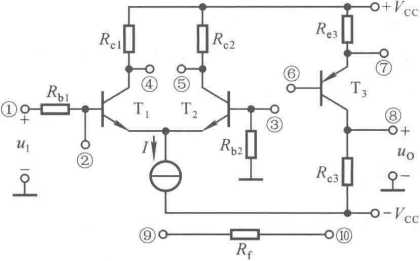 +V_CC
R_c1
R_c2
R_e3
④
⑤
⑦
⑥
①
R_b1
T_1
T_2
③
T_3
⑧
+
u_I
−
②
I
R_b2
R_c3
+
u_O
−
−V_CC
⑨
R_f
⑩